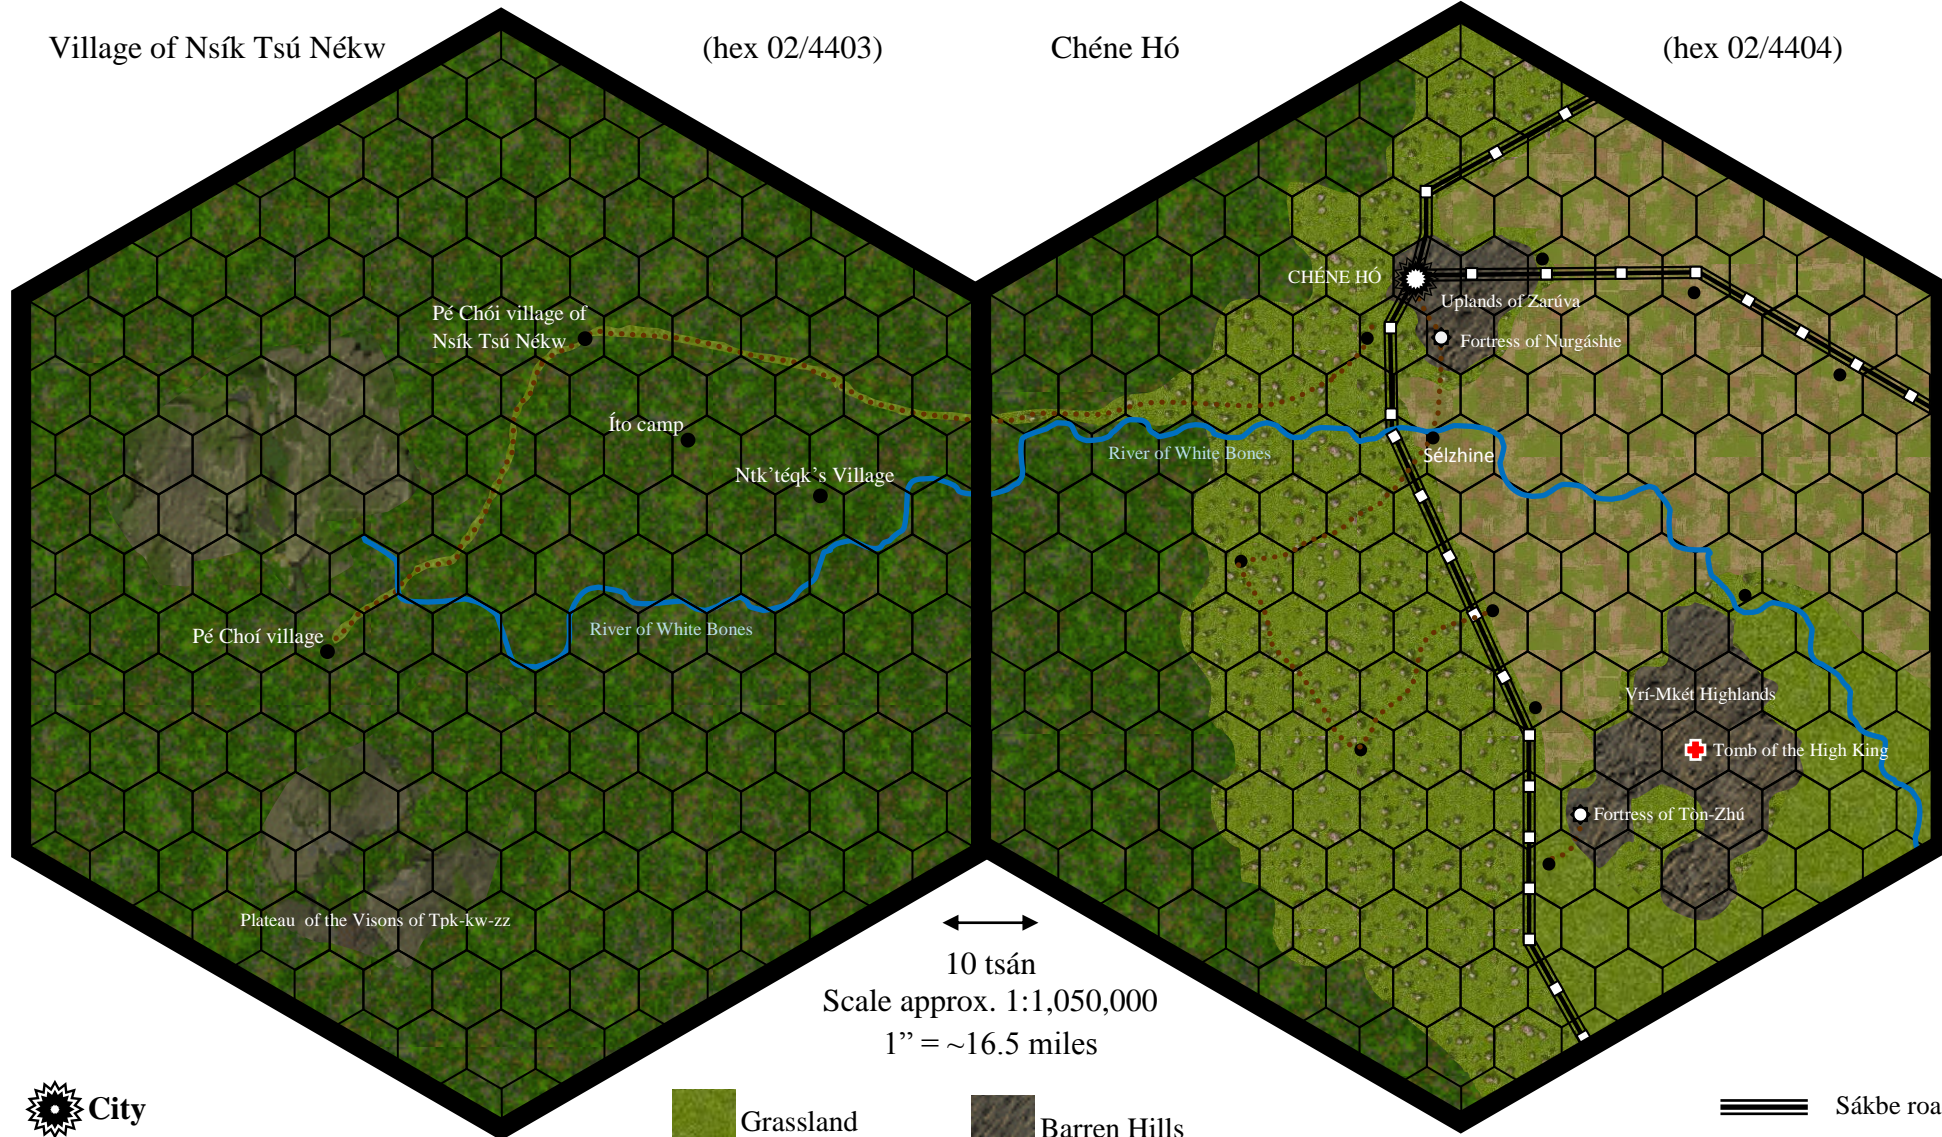 Village of Nsík Tsú Nékw
(hex 02/4403)
Chéne Hó
(hex 02/4404)
CHÉNE HÓ
Uplands of Zarúva
Pé Chói village of
Nsík Tsú Nékw
Fortress of Nurgáshte
Íto camp
River of White Bones
Sélzhine
Ntk'téqk's Village
River of White Bones
Pé Choí village
Vrí-Mkét Highlands
Tomb of the High King
Fortress of Tòn-Zhú
Plateau of the Visons of Tpk-kw-zz
10 tsán
Scale approx. 1:1,050,000
1” = ~16.5 miles
City
Grassland
Barren Hills
Sákbe roa